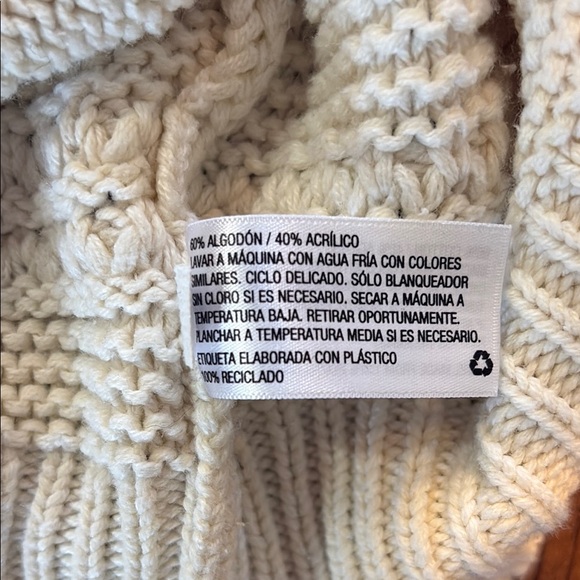 60% ALGODÓN / 40% ACRÍLICO
LAVAR A MÁQUINA CON AGUA FRÍA CON COLORES
SIMILARES. CICLO DELICADO. SÓLO BLANQUEADOR
SIN CLORO SI ES NECESARIO. SECAR A MÁQUINA A
TEMPERATURA BAJA. RETIRAR OPORTUNAMENTE.
PLANCHAR A TEMPERATURA MEDIA SI ES NECESARIO.
ETIQUETA ELABORADA CON PLÁSTICO
100% RECICLADO